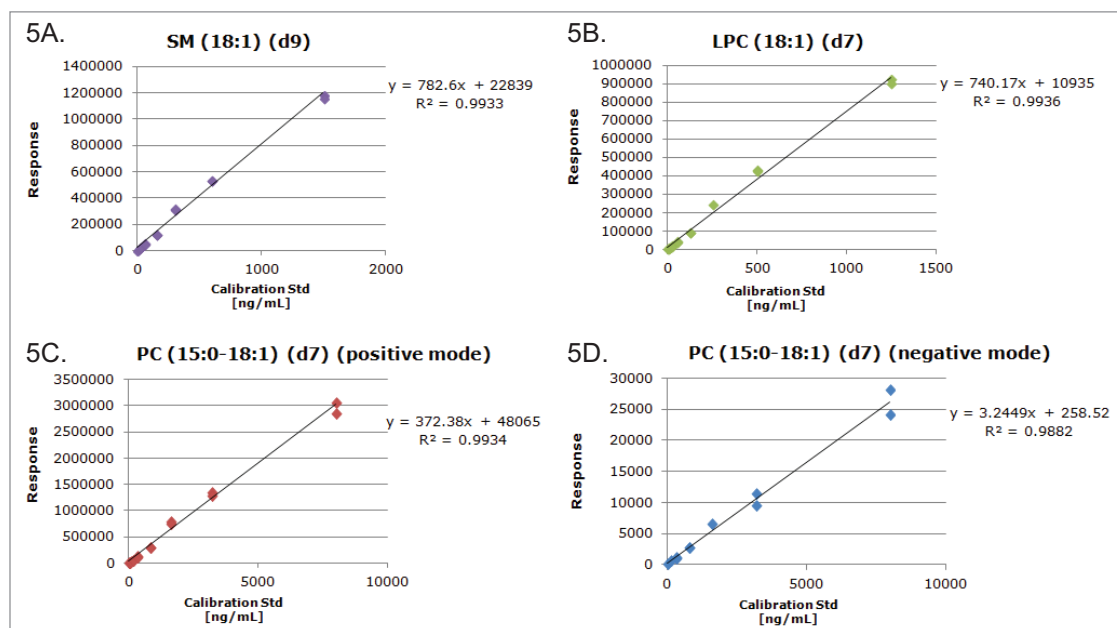 5A.
SM (18:1) (d9)
1400000
1200000
1000000
800000
600000
400000
200000
0
Response
0 1000 2000
Calibration Std
[ng/mL]
y = 782.6x + 22839
R² = 0.9933
5B.
LPC (18:1) (d7)
1000000
900000
800000
700000
600000
500000
400000
300000
200000
100000
0
Response
0 500 1000 1500
Calibration Std
[ng/mL]
y = 740.17x + 10935
R² = 0.9936
5C.
PC (15:0-18:1) (d7) (positive mode)
3500000
3000000
2500000
2000000
1500000
1000000
500000
0
Response
0 5000 10000
Calibration Std
[ng/mL]
y = 372.38x + 48065
R² = 0.9934
5D.
PC (15:0-18:1) (d7) (negative mode)
30000
25000
20000
15000
10000
5000
0
Response
0 5000 10000
Calibration Std
[ng/mL]
y = 3.2449x + 258.52
R² = 0.9882